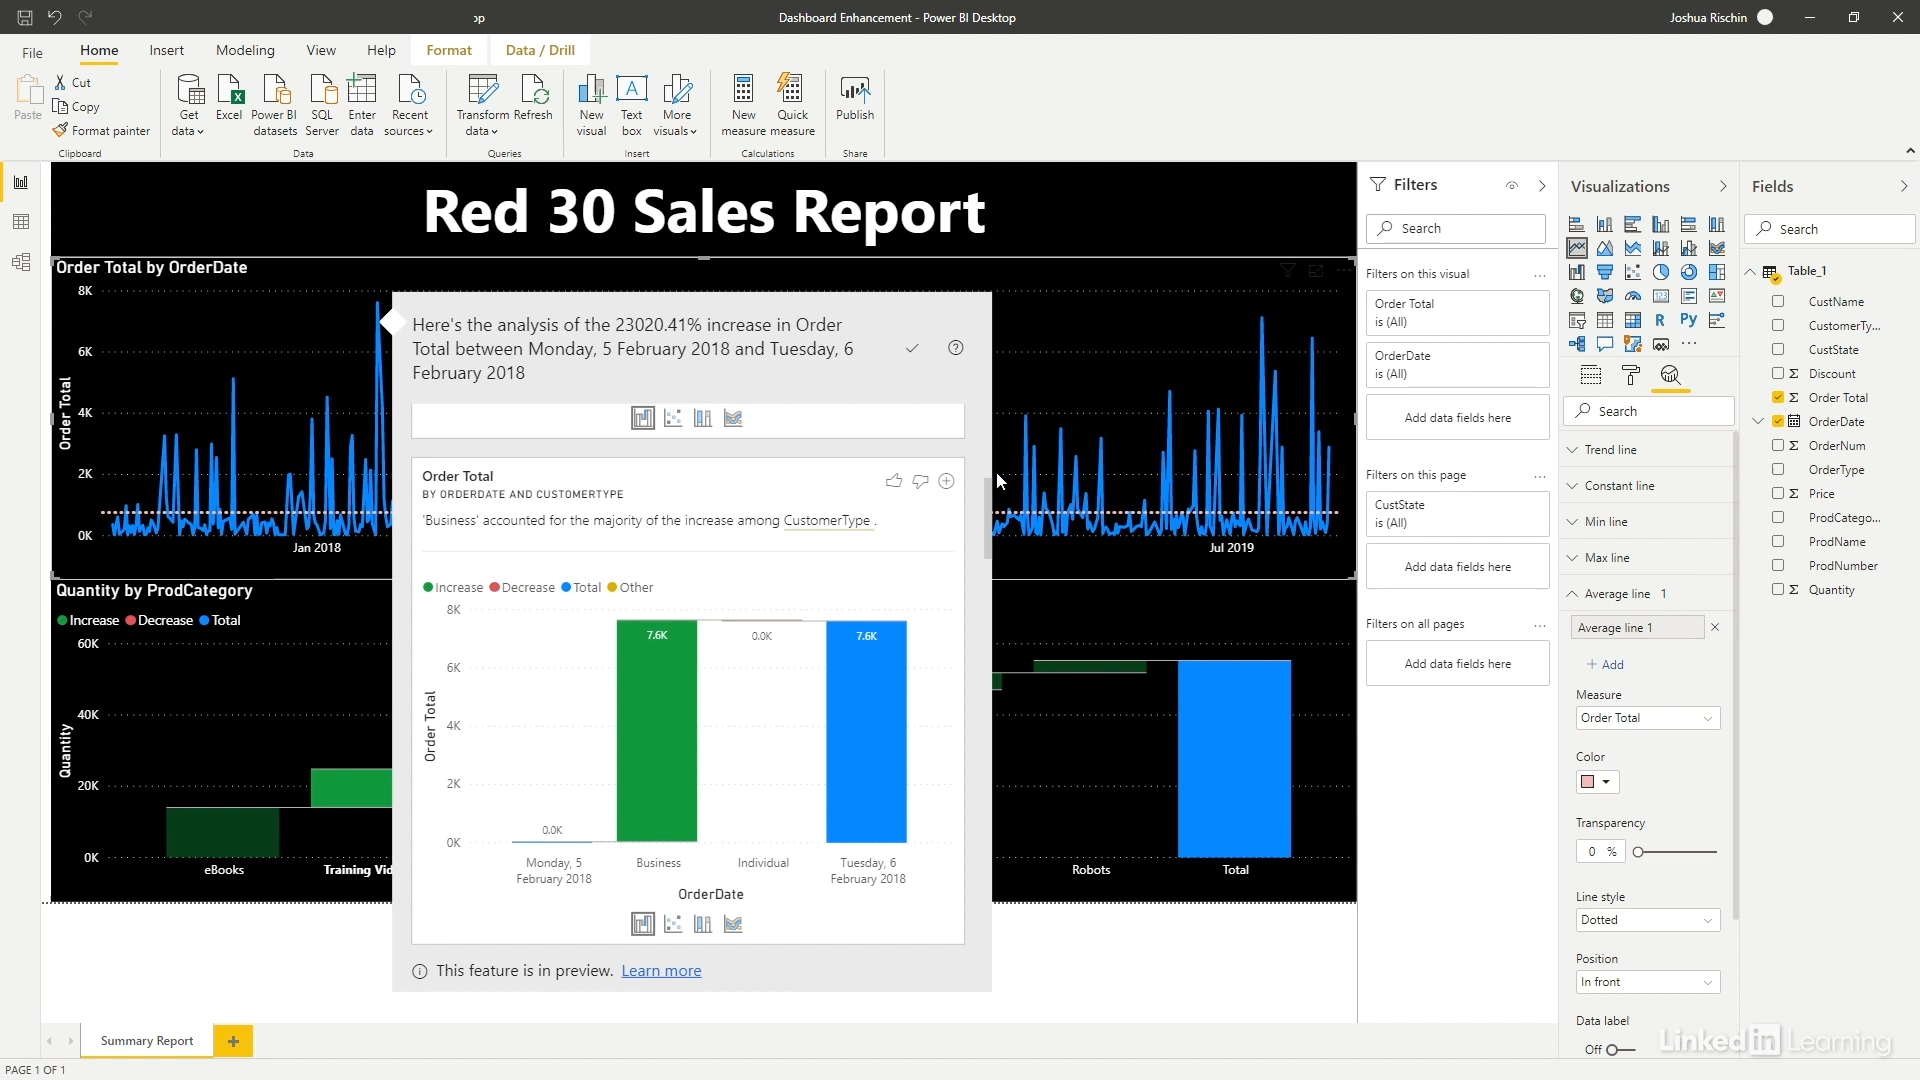 Dashboard Enhancement - Power BI Desktop
Joshua Rischin
File
Home
Insert
Modeling
View
Help
Format
Data / Drill
Paste
Cut
Copy
Format painter
Clipboard
Get data
Excel
Power BI datasets
SQL Server
Enter data
Recent sources
Data
Transform data
Refresh
Queries
New visual
Text box
More visuals
Insert
New measure
Quick measure
Calculations
Publish
Share
Red 30 Sales Report
Order Total by OrderDate
8K
6K
4K
2K
0K
Order Total
Jan 2018
Jul 2019
Here's the analysis of the 23020.41% increase in Order
Total between Monday, 5 February 2018 and Tuesday, 6
February 2018
Order Total
BY ORDERDATE AND CUSTOMERTYPE
'Business' accounted for the majority of the increase among CustomerType .
Increase Decrease Total Other
8K
6K
4K
2K
0K
Order Total
0.0K
7.6K
0.0K
7.6K
Monday, 5
February 2018
Business
Individual
Tuesday, 6
February 2018
OrderDate
This feature is in preview. Learn more
Quantity by ProdCategory
Increase Decrease Total
60K
40K
20K
0K
Quantity
eBooks
Training Vid
Robots
Total
Filters
Search
Filters on this visual
...
Order Total
is (All)
OrderDate
is (All)
Add data fields here
Filters on this page
...
CustState
is (All)
Add data fields here
Filters on all pages
...
Add data fields here
Visualizations
R
Py
...
Search
Trend line
Constant line
Min line
Max line
Average line 1
Average line 1
+ Add
Measure
Order Total
Color
Transparency
0 %
Line style
Dotted
Position
In front
Data label
Off
Fields
Search
Table_1
CustName
CustomerTy...
CustState
Σ Discount
Σ Order Total
OrderDate
Σ OrderNum
OrderType
Σ Price
ProdCatego...
ProdName
ProdNumber
Σ Quantity
LinkedIn Learning
Summary Report
PAGE 1 OF 1